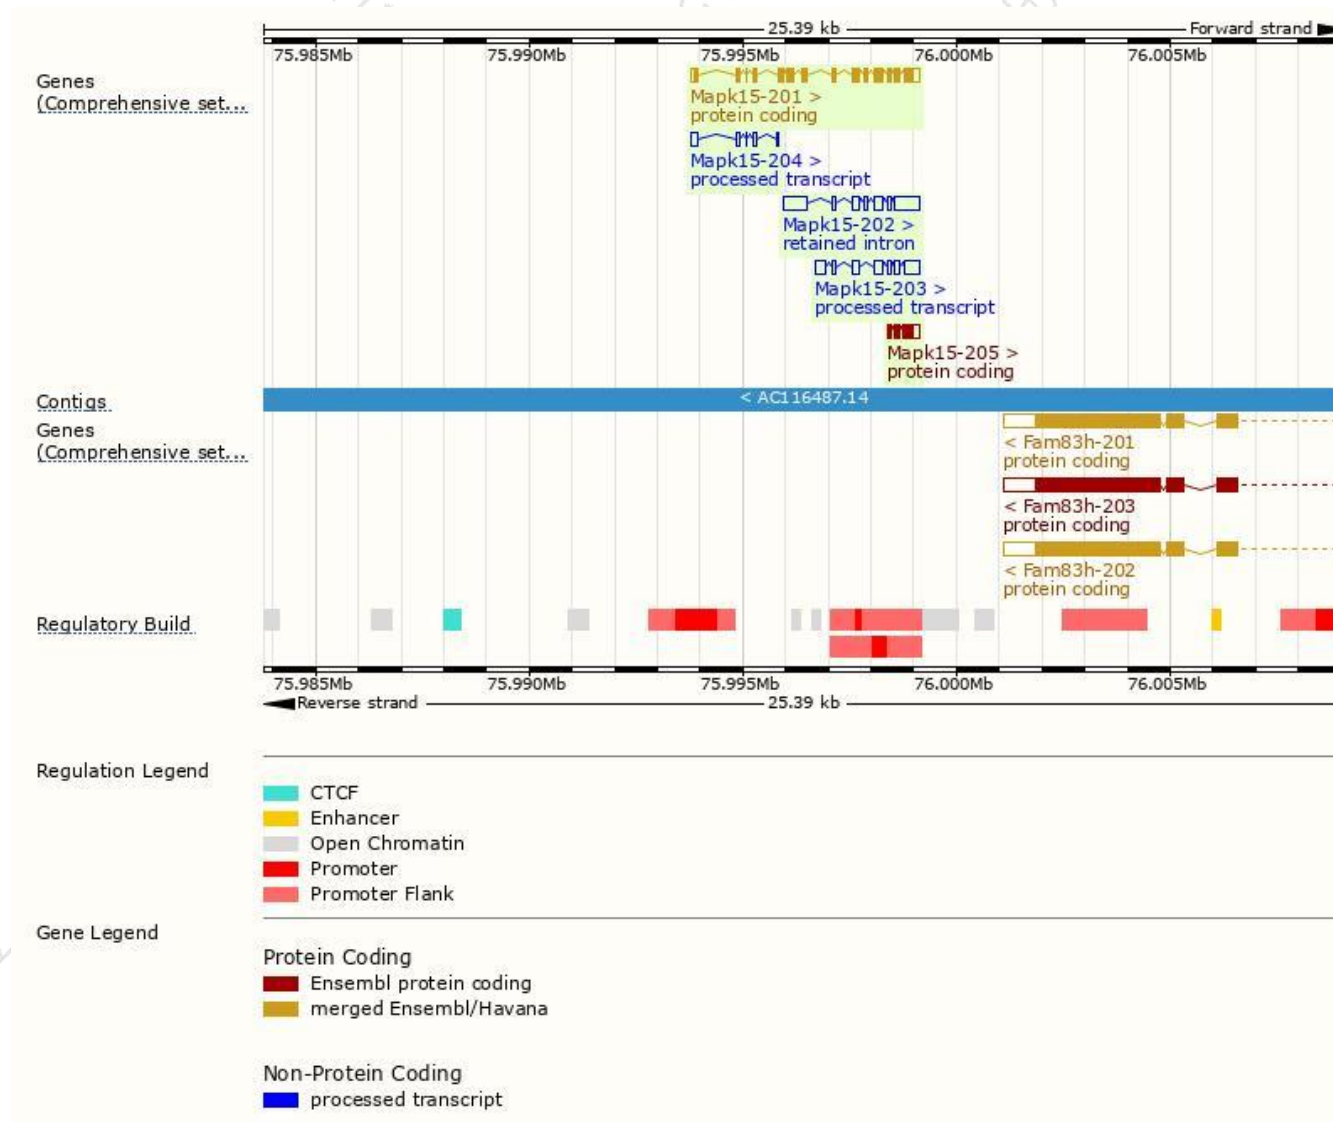 25.39 kb Forward strand
75.985Mb 75.990Mb 75.995Mb 76.000Mb 76.005Mb
Genes
(Comprehensive set...
Mapk15-201 >
protein coding
Mapk15-204 >
processed transcript
Mapk15-202 >
retained intron
Mapk15-203 >
processed transcript
Mapk15-205 >
protein coding
Contigs
< AC116487.14
Genes
(Comprehensive set...
< Fam83h-201
protein coding
< Fam83h-203
protein coding
< Fam83h-202
protein coding
Regulatory Build
75.985Mb 75.990Mb 75.995Mb 76.000Mb 76.005Mb
Reverse strand 25.39 kb
Regulation Legend
CTCF
Enhancer
Open Chromatin
Promoter
Promoter Flank
Gene Legend
Protein Coding
Ensembl protein coding
merged Ensembl/Havana
Non-Protein Coding
processed transcript